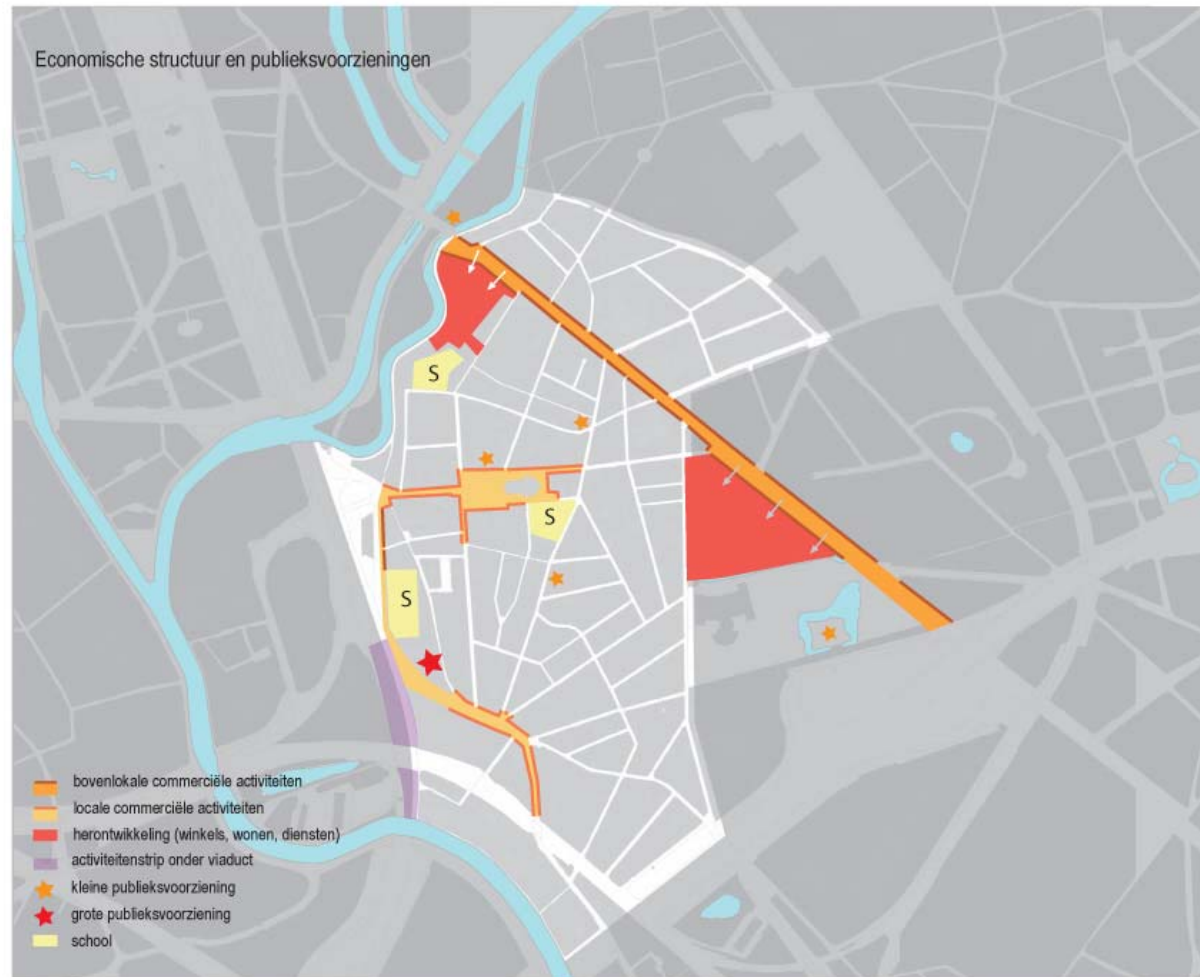 Economische structuur en publieksvoorzieningen
S
S
S
bovenlokale commerciële activiteiten
locale commerciële activiteiten
herontwikkeling (winkels, wonen, diensten)
activiteitenstrip onder viaduct
kleine publieksvoorziening
grote publieksvoorziening
school